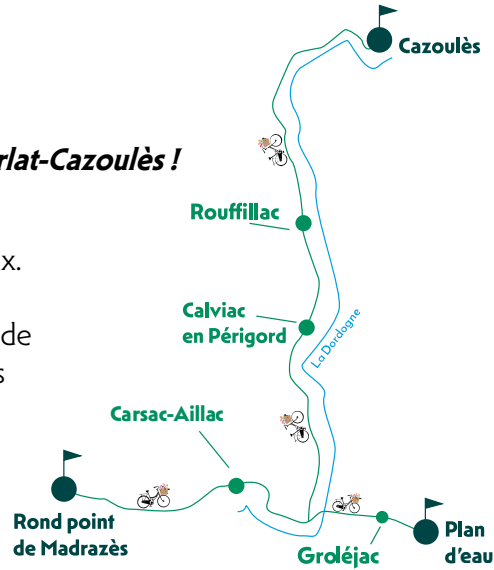 Cazoulès
rlat-Cazoulès !
Rouffillac
x.
Calviac
en Périgord
de
s
La Dordogne
Carsac-Aillac
Rond point
de Madrazès
Groléjac
Plan
d'eau